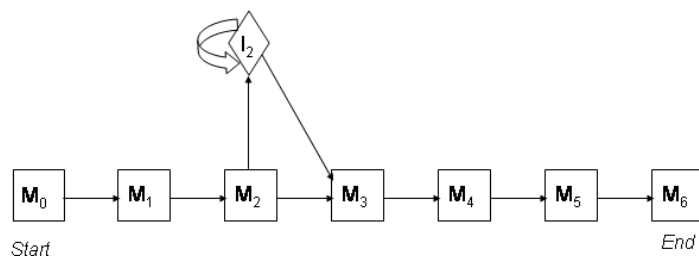 I₂
M₀ M₁ M₂ M₃ M₄ M₅ M₆
Start End